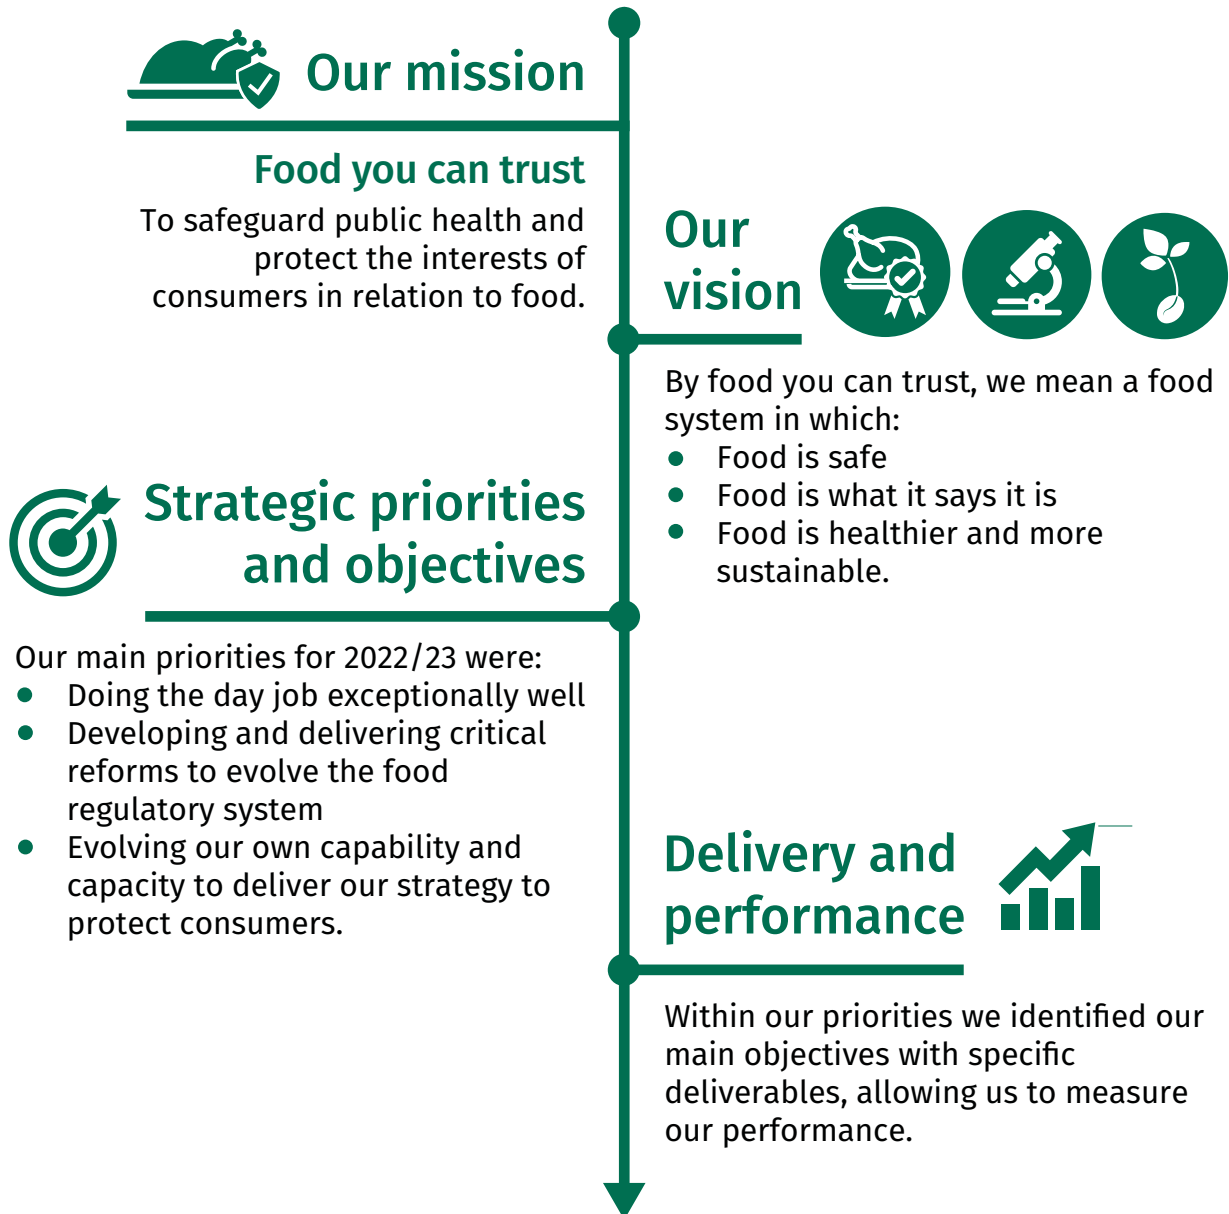 Our mission
Food you can trust
To safeguard public health and
protect the interests of
consumers in relation to food.
Our
vision
By food you can trust, we mean a food
system in which:
● Food is safe
● Food is what it says it is
● Food is healthier and more
sustainable.
Strategic priorities
and objectives
Our main priorities for 2022/23 were:
● Doing the day job exceptionally well
● Developing and delivering critical
reforms to evolve the food
regulatory system
● Evolving our own capability and
capacity to deliver our strategy to
protect consumers.
Delivery and
performance
Within our priorities we identified our
main objectives with specific
deliverables, allowing us to measure
our performance.